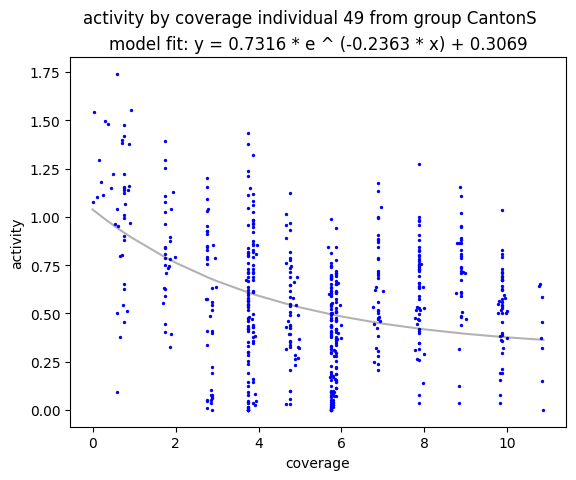 activity by coverage individual 49 from group CantonS
model fit: y = 0.7316 * e ^ (-0.2363 * x) + 0.3069
1.75
1.50
1.25
1.00
0.75
0.50
0.25
0.00
activity
0 2 4 6 8 10
coverage